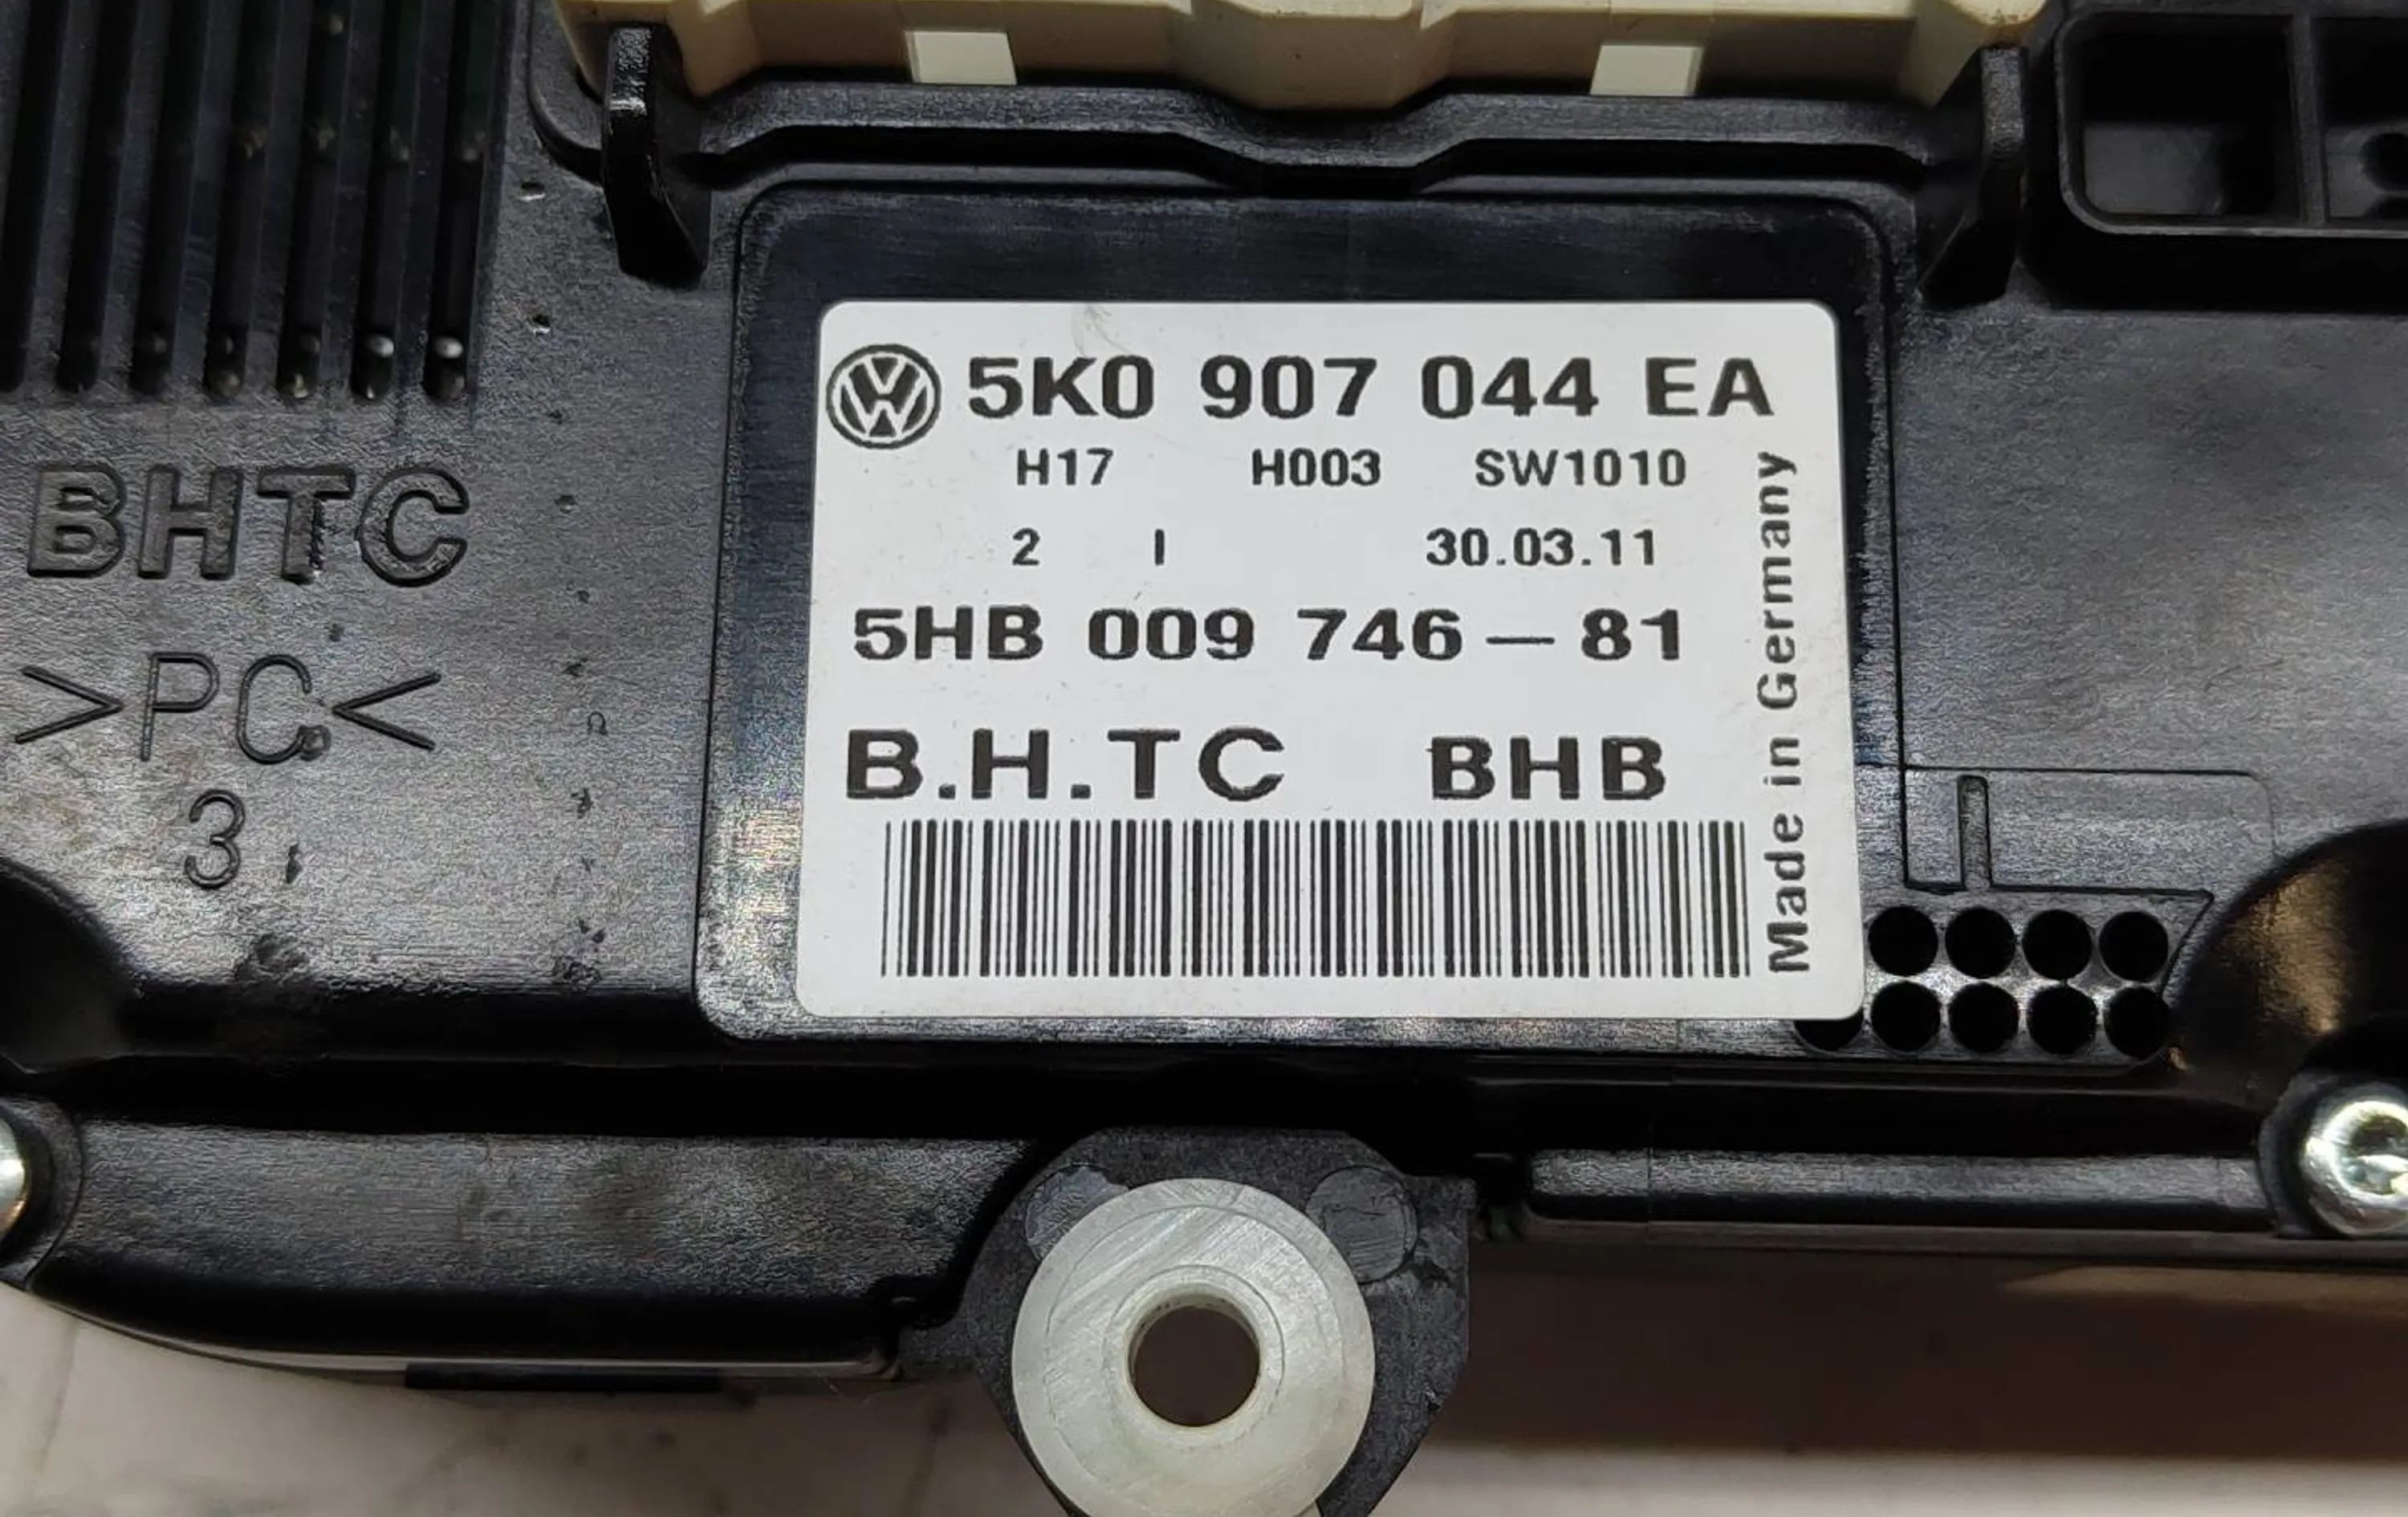 BHTC
>PC<
3
5K0 907 044 EA
H17 H003 SW1010
2 I 30.03.11
5HB 009 746 — 81
B.H.TC BHB
Made in Germany